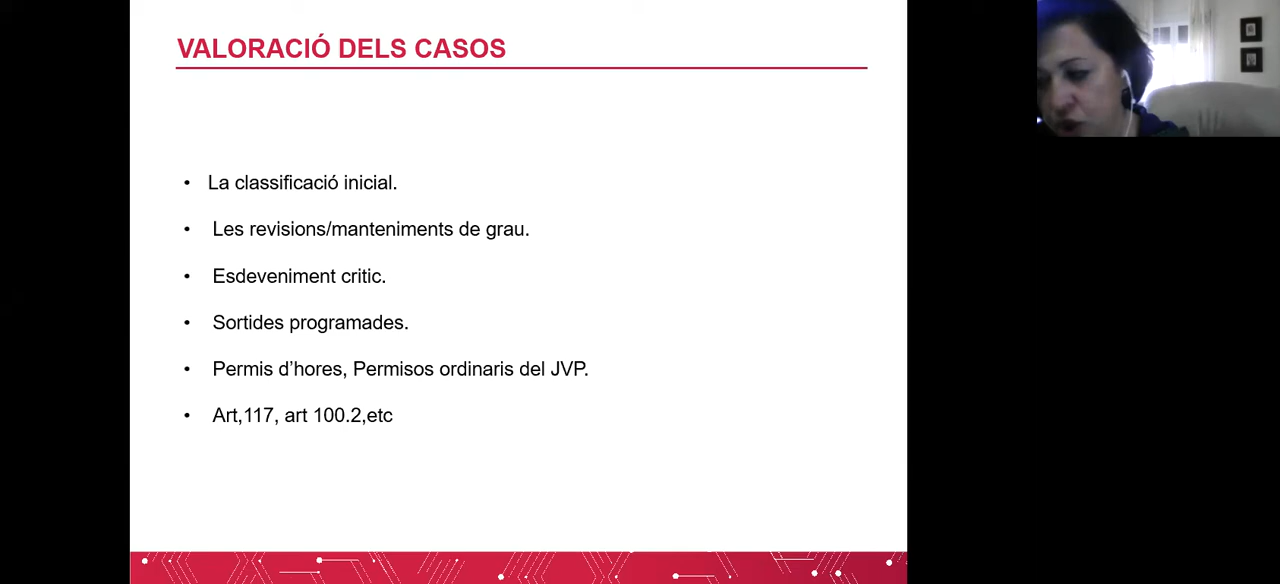 VALORACIÓ DELS CASOS
• La classificació inicial.
• Les revisions/manteniments de grau.
• Esdeveniment critic.
• Sortides programades.
• Permis d’hores, Permisos ordinaris del JVP.
• Art,117, art 100.2,etc